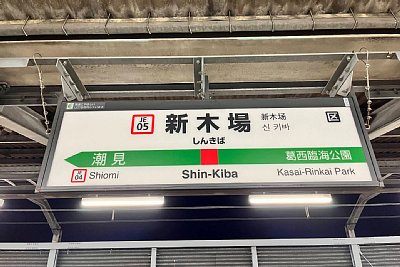 JE
05
新木場
しんきば
新木场
신키바
区
潮見
葛西臨海公園
JE
04
Shiomi
Shin-Kiba
Kasai-Rinkai Park